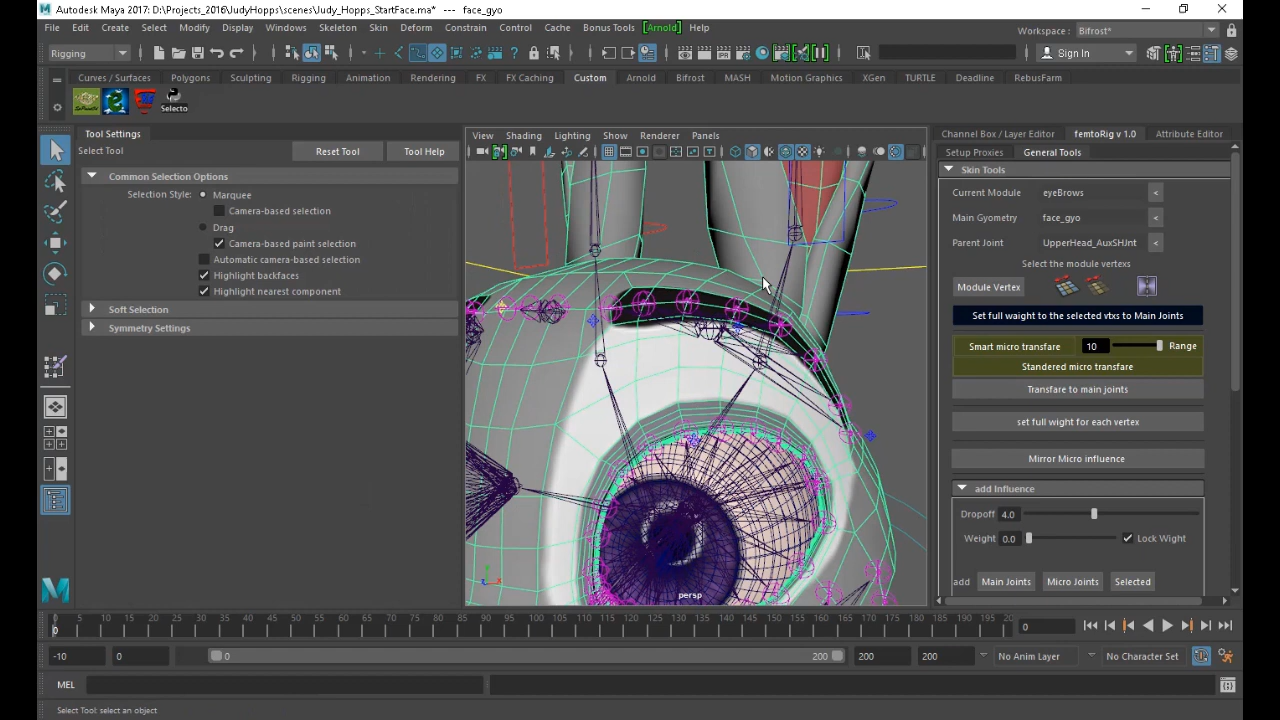 Autodesk Maya 2017: D:\Projects_2016\JudyHopps\scenes\Judy_Hopps_StartFace.ma* --- face_gyo
File Edit Create Select Modify Display Windows Skeleton Skin Deform Constrain Control Cache Bonus Tools [Arnold] Help Workspace : Bifrost*
Rigging Sign In
Curves / Surfaces Polygons Sculpting Rigging Animation Rendering FX FX Caching Custom Arnold Bifrost MASH Motion Graphics XGen TURTLE Deadline RebusFarm
Selecto
Tool Settings View Shading Lighting Show Renderer Panels Channel Box / Layer Editor femtoRig v 1.0 Attribute Editor
Select Tool Reset Tool Tool Help Setup Proxies General Tools
Common Selection Options Skin Tools
Selection Style: Marquee Current Module eyeBrows <
Camera-based selection Main Gyometry face_gyo <
Drag
Camera-based paint selection Parent Joint UpperHead_AuxSHJnt <
Automatic camera-based selection Select the module vertexs
Highlight backfaces Module Vertex
Highlight nearest component
Soft Selection Set full waight to the selected vtxs to Main Joints
Symmetry Settings
Smart micro transfare 10 Range
Standered micro transfare
Transfare to main joints
set full wight for each vertex
Mirror Micro influence
add Influence
Dropoff 4.0
Weight 0.0 Lock Wight
add Main Joints Micro Joints Selected
persp
0 5 10 15 20 25 30 35 40 45 50 55 60 65 70 75 80 85 90 95 100 105 110 115 120 125 130 135 140 145 150 155 160 165 170 175 180 185 190 195 20
0 0
-10 0 0 200 200 200 No Anim Layer No Character Set
MEL
Select Tool: select an object